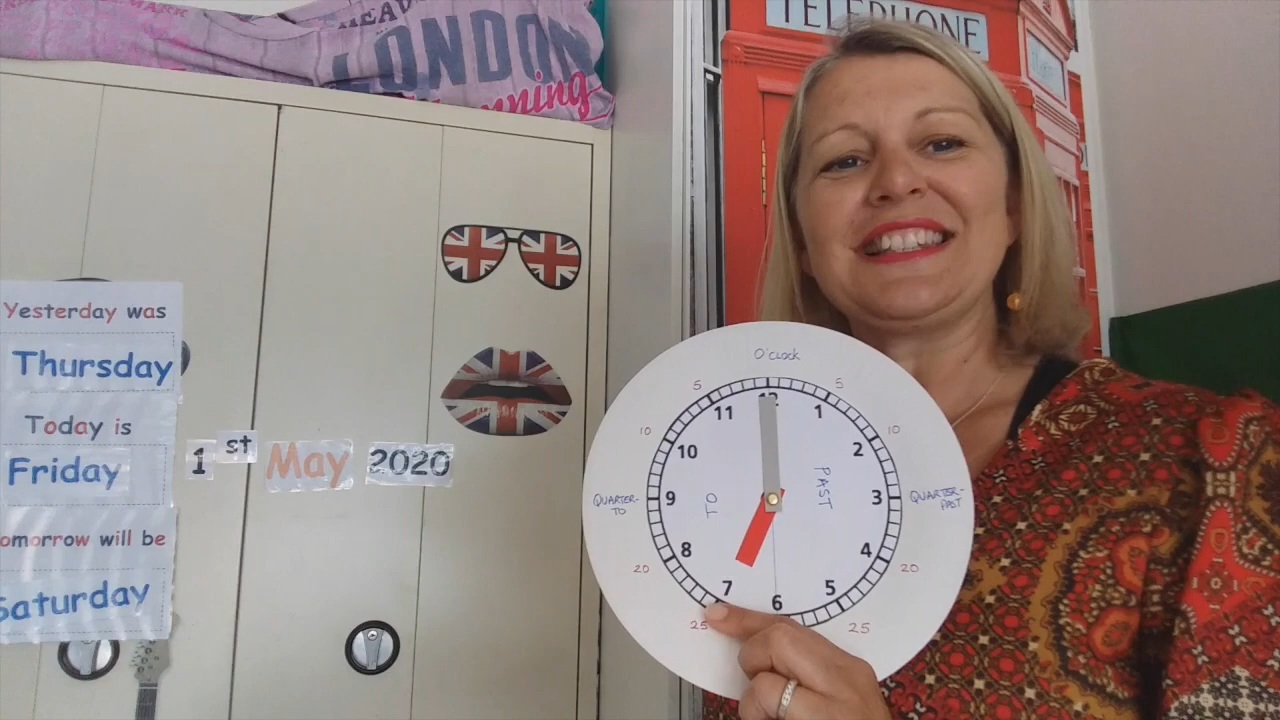 HEAV
LONDON
TELEPHONE
Yesterday was
Thursday
Today is
Friday
omorrow will be
Saturday
1 st May 2020
O'CLOCK
5 5
10 10
QUARTER-
TO
QUARTER-
PAST
20 20
25 25
12
11 1
10 2
9 3
8 4
7 5
6
TO
PAST